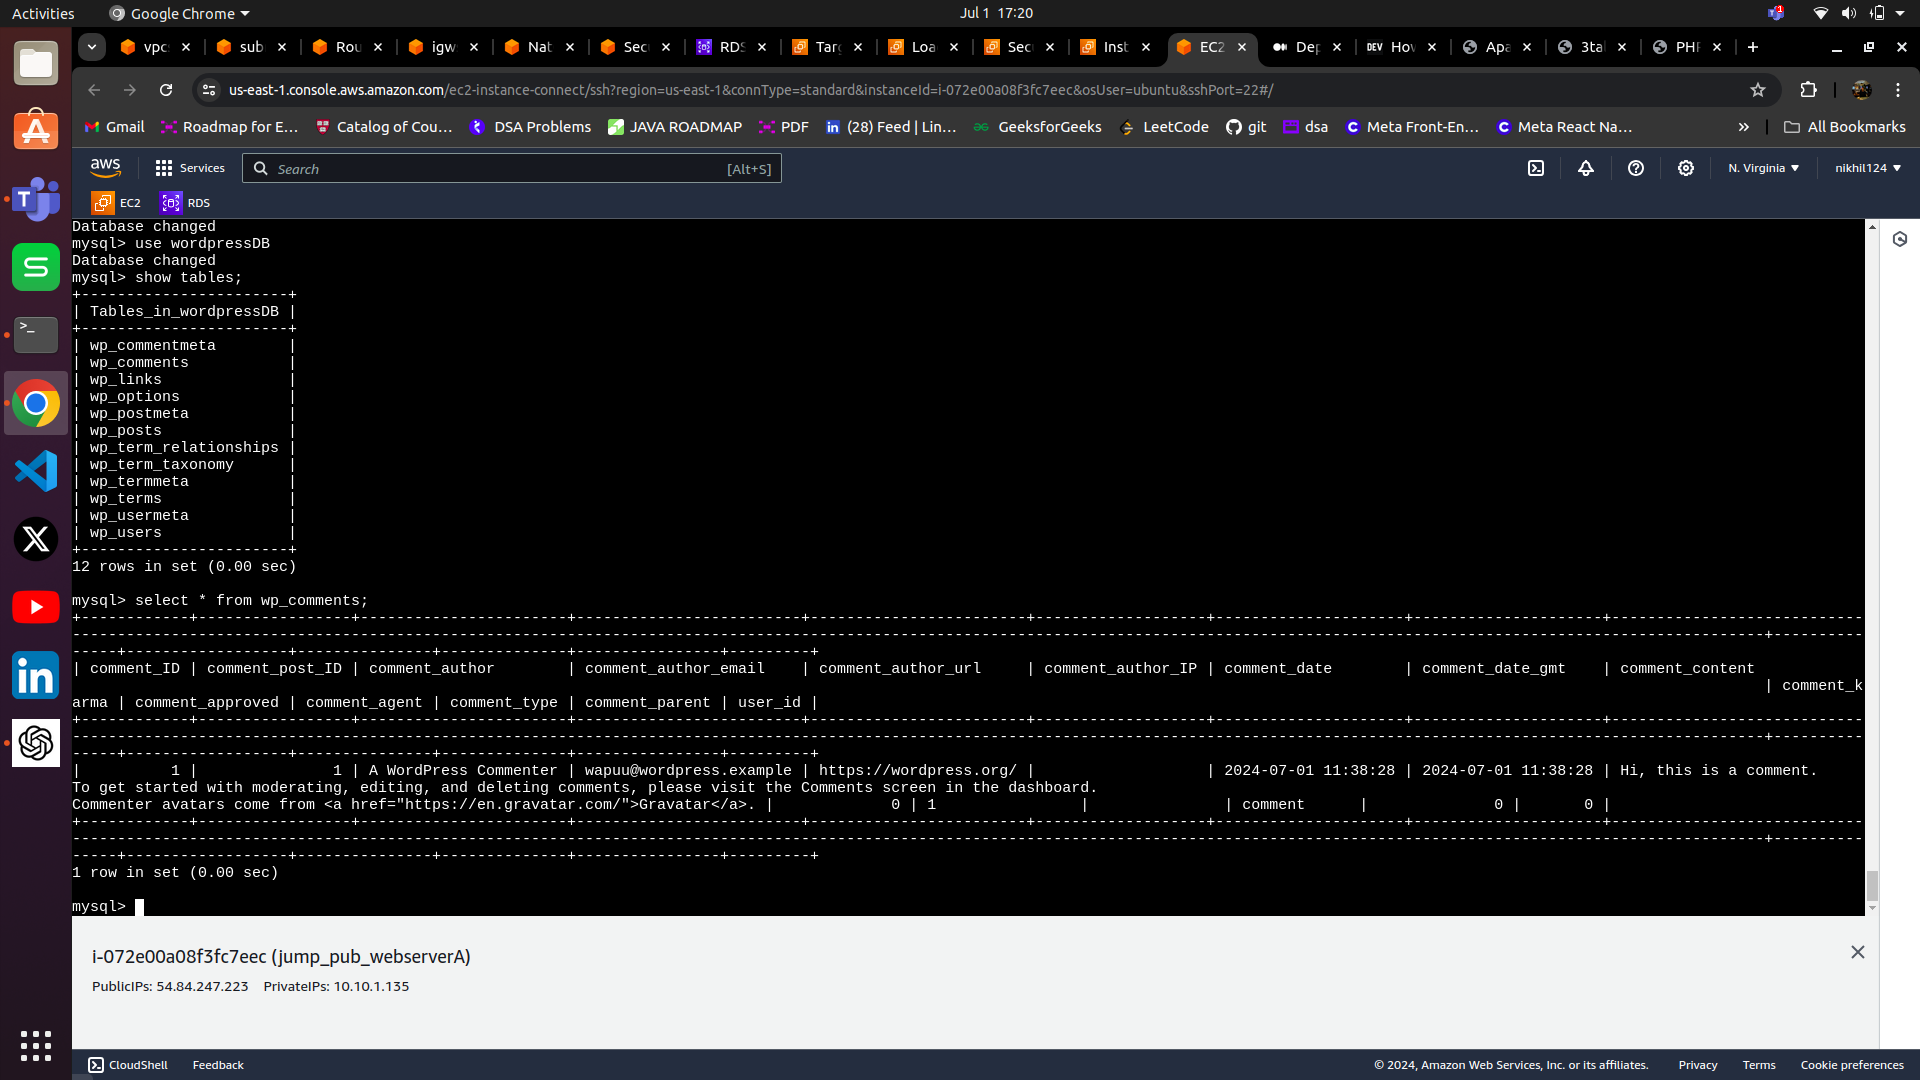 Activities
Google Chrome
Jul 1 17:20
1
vpc
sub
Rou
igw
Nat
Sec
RDS
Targ
Loa
Sec
Inst
EC2
Dep
DEV
Hov
Apa
3tal
PHF
us-east-1.console.aws.amazon.com/ec2-instance-connect/ssh?region=us-east-1&connType=standard&instanceId=i-072e00a08f3fc7eec&osUser=ubuntu&sshPort=22#/
Gmail
Roadmap for E...
Catalog of Cou...
DSA Problems
JAVA ROADMAP
PDF
(28) Feed | Lin...
GeeksforGeeks
LeetCode
git
dsa
Meta Front-En...
Meta React Na...
»
All Bookmarks
aws
Services
Search
[Alt+S]
N. Virginia
nikhil124
EC2
RDS
Database changed
mysql> use wordpressDB
Database changed
mysql> show tables;
+-----------------------+
| Tables_in_wordpressDB |
+-----------------------+
| wp_commentmeta        |
| wp_comments           |
| wp_links              |
| wp_options            |
| wp_postmeta           |
| wp_posts              |
| wp_term_relationships |
| wp_term_taxonomy      |
| wp_termmeta           |
| wp_terms              |
| wp_usermeta           |
| wp_users              |
+-----------------------+
12 rows in set (0.00 sec)
mysql> select * from wp_comments;
| comment_ID | comment_post_ID | comment_author        | comment_author_email    | comment_author_url     | comment_author_IP | comment_date        | comment_date_gmt    | comment_content
| comment_k
arma | comment_approved | comment_agent | comment_type | comment_parent | user_id |
|          1 |               1 | A WordPress Commenter | wapuu@wordpress.example | https://wordpress.org/ |                   | 2024-07-01 11:38:28 | 2024-07-01 11:38:28 | Hi, this is a comment.
To get started with moderating, editing, and deleting comments, please visit the Comments screen in the dashboard.
Commenter avatars come from <a href="https://en.gravatar.com/">Gravatar</a>. |             0 | 1                |               | comment      |              0 |       0 |
1 row in set (0.00 sec)
mysql>
i-072e00a08f3fc7eec (jump_pub_webserverA)
PublicIPs: 54.84.247.223 PrivateIPs: 10.10.1.135
CloudShell
Feedback
© 2024, Amazon Web Services, Inc. or its affiliates.
Privacy
Terms
Cookie preferences